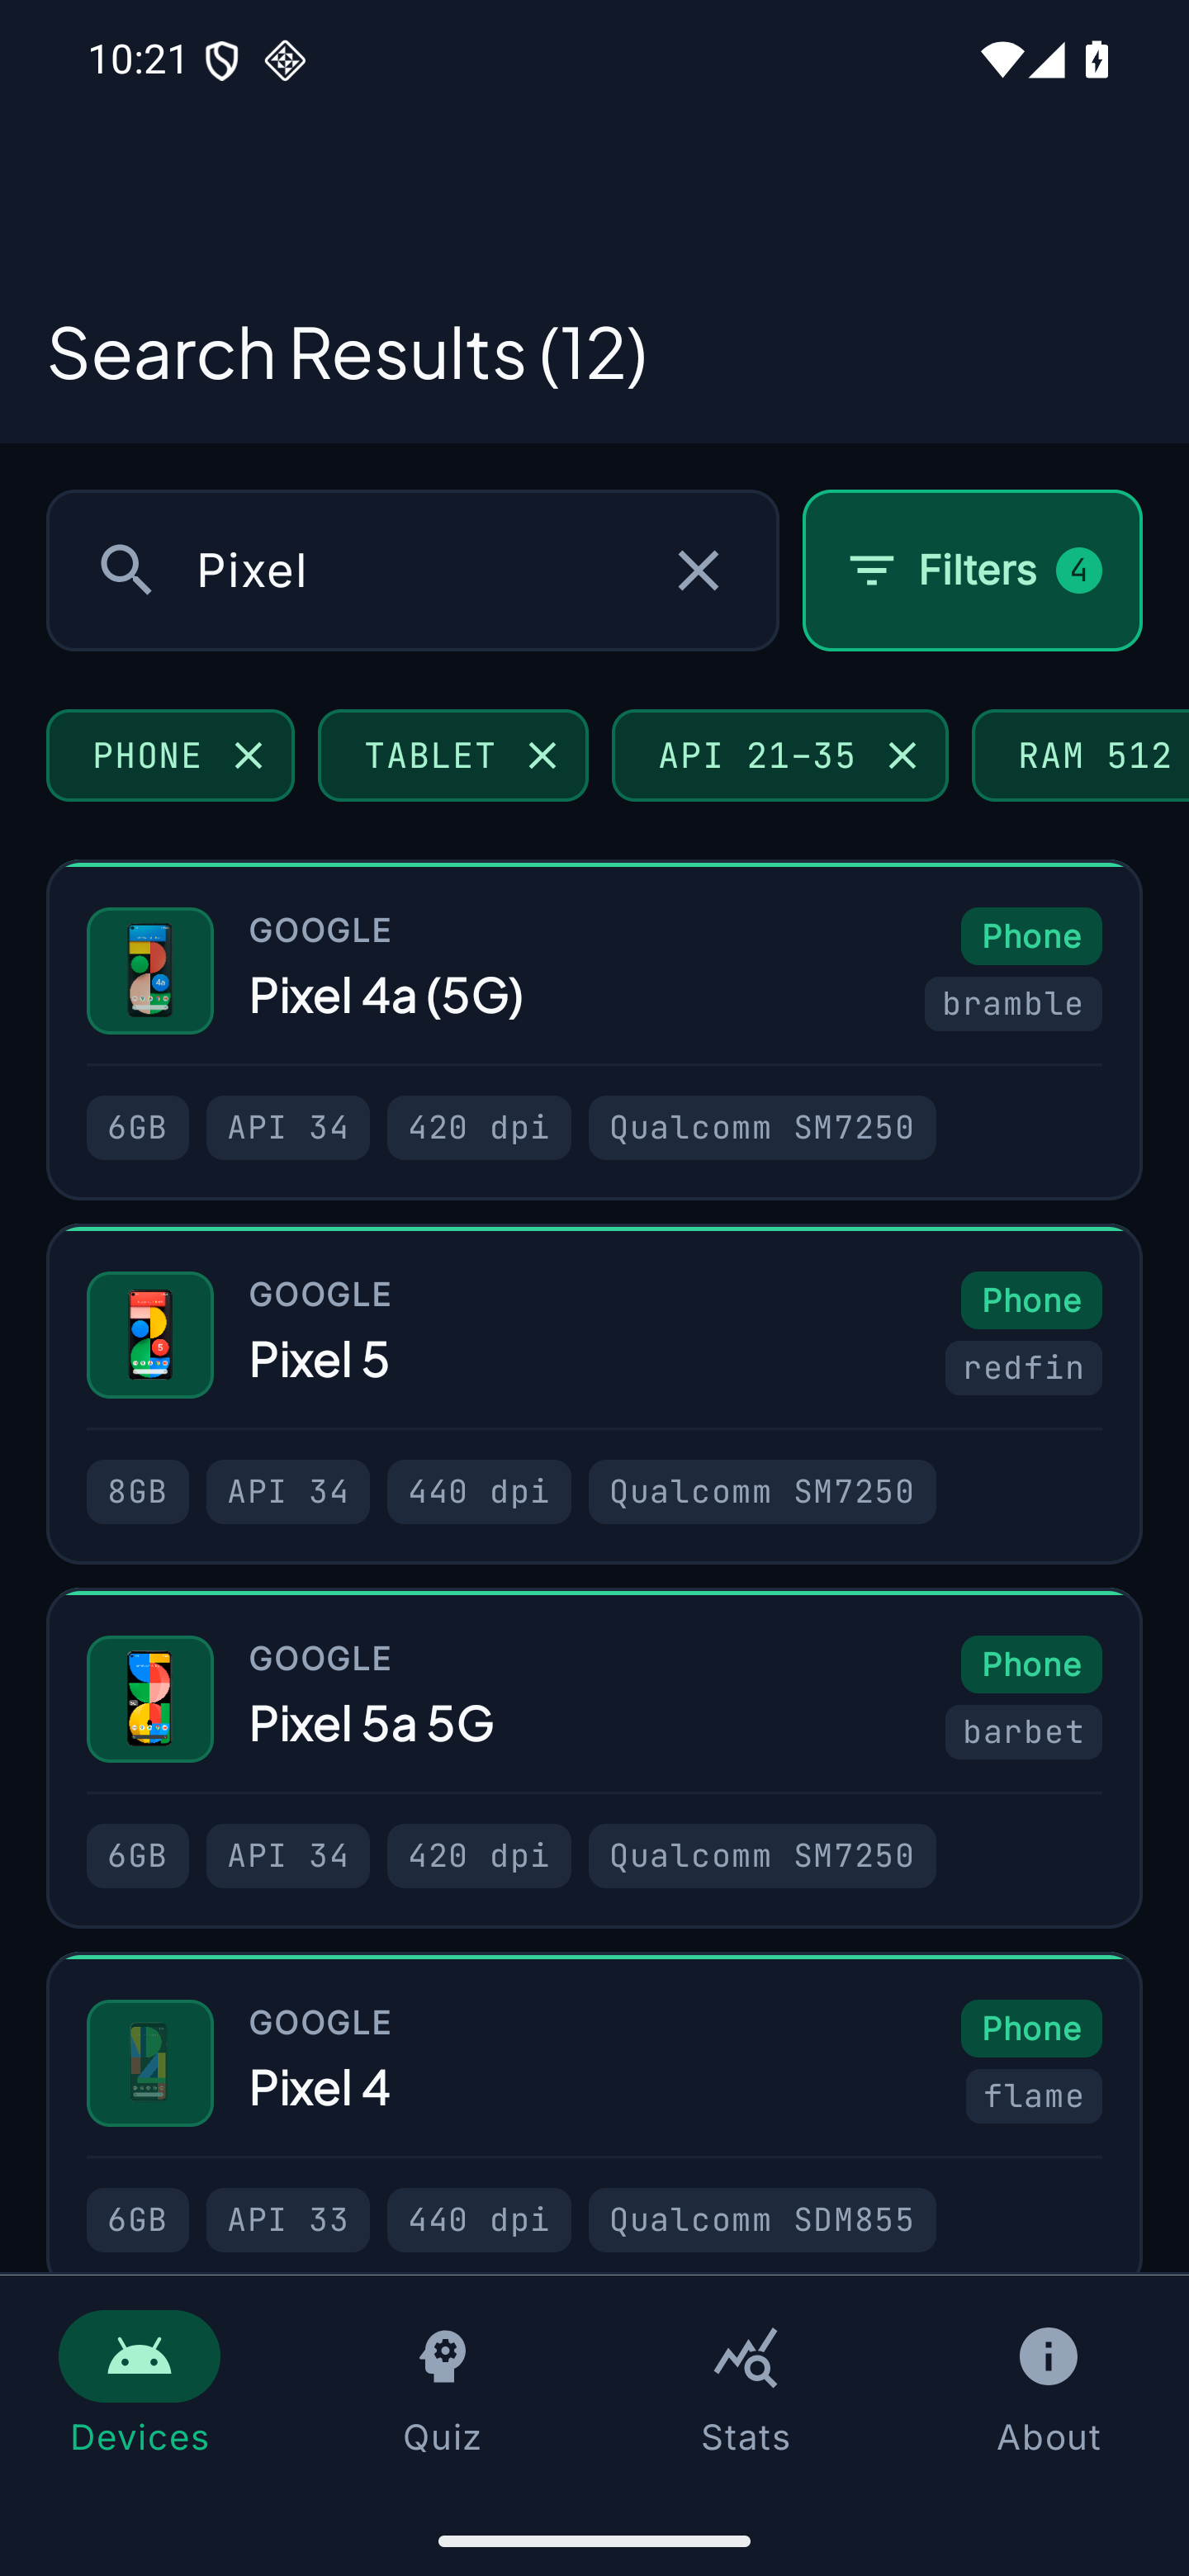 10:21
Search Results (12)
Pixel
Filters 4
PHONE TABLET API 21–35 RAM 512
GOOGLE
Pixel 4a (5G)
Phone
bramble
6GB API 34 420 dpi Qualcomm SM7250
GOOGLE
Pixel 5
Phone
redfin
8GB API 34 440 dpi Qualcomm SM7250
GOOGLE
Pixel 5a 5G
Phone
barbet
6GB API 34 420 dpi Qualcomm SM7250
GOOGLE
Pixel 4
Phone
flame
6GB API 33 440 dpi Qualcomm SDM855
Devices Quiz Stats About